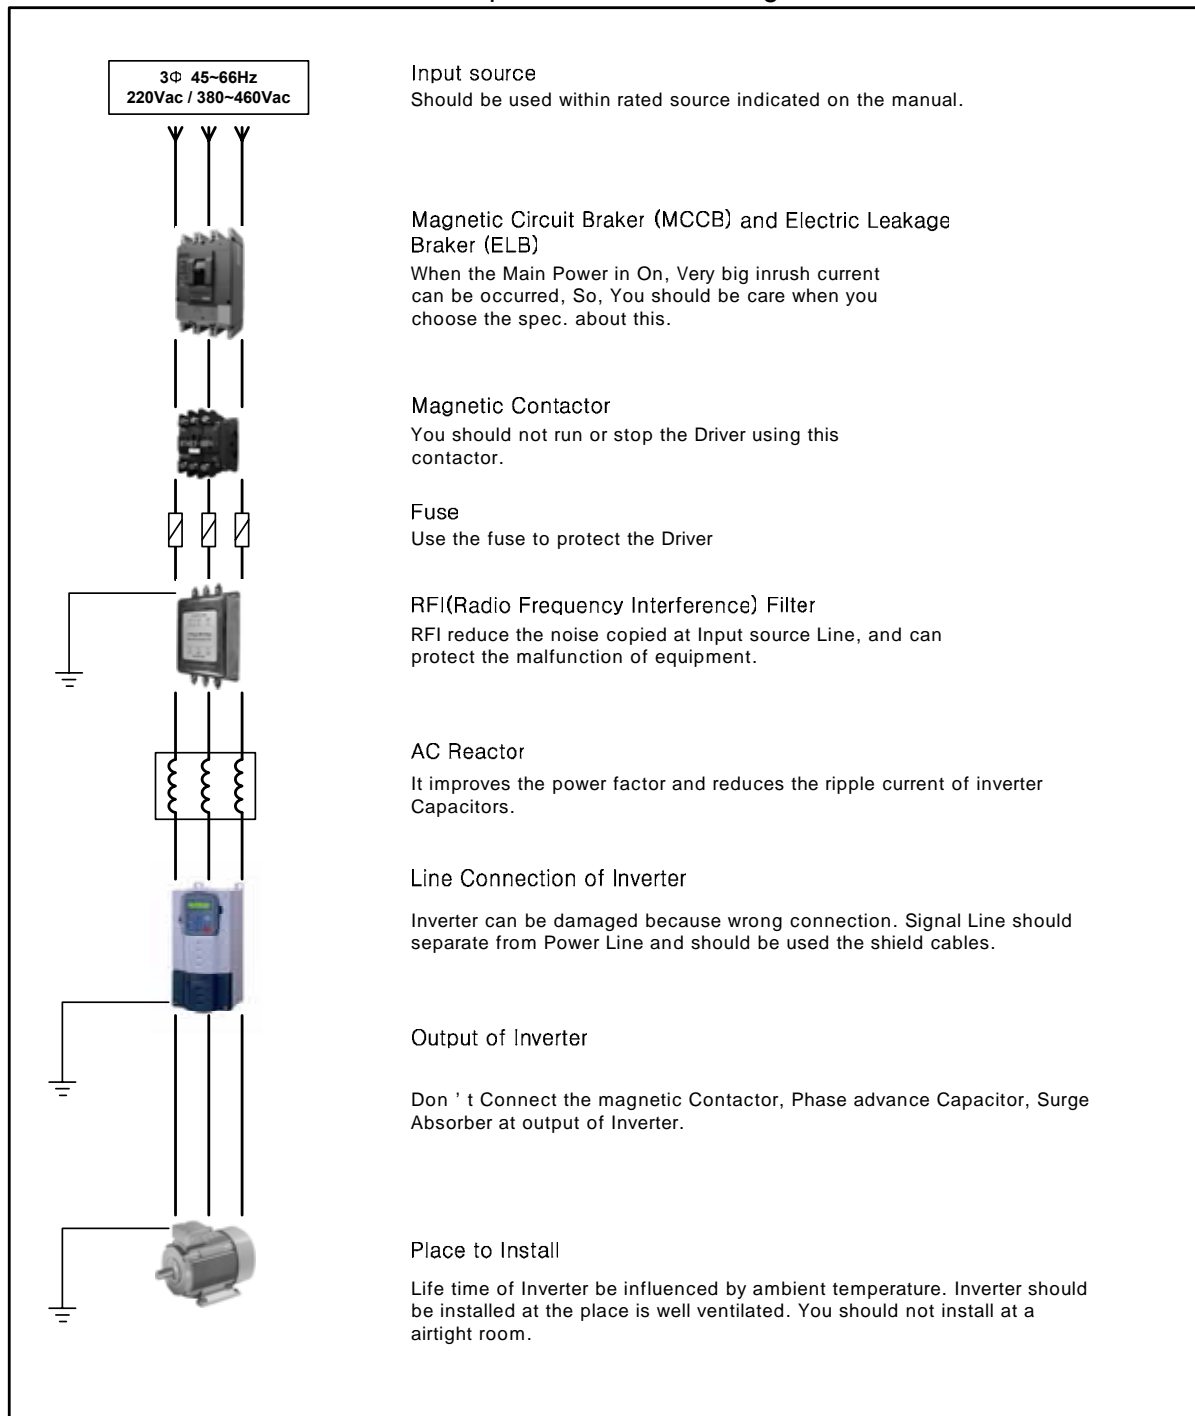 3Φ 45~66Hz
220Vac / 380~460Vac
Input source
Should be used within rated source indicated on the manual.
Magnetic Circuit Braker (MCCB) and Electric Leakage
Braker (ELB)
When the Main Power in On, Very big inrush current
can be occurred, So, You should be care when you
choose the spec. about this.
Magnetic Contactor
You should not run or stop the Driver using this
contactor.
Fuse
Use the fuse to protect the Driver
RFI(Radio Frequency Interference) Filter
RFI reduce the noise copied at Input source Line, and can
protect the malfunction of equipment.
AC Reactor
It improves the power factor and reduces the ripple current of inverter
Capacitors.
Line Connection of Inverter
Inverter can be damaged because wrong connection. Signal Line should
separate from Power Line and should be used the shield cables.
Output of Inverter
Don ’ t Connect the magnetic Contactor, Phase advance Capacitor, Surge
Absorber at output of Inverter.
Place to Install
Life time of Inverter be influenced by ambient temperature. Inverter should
be installed at the place is well ventilated. You should not install at a
airtight room.